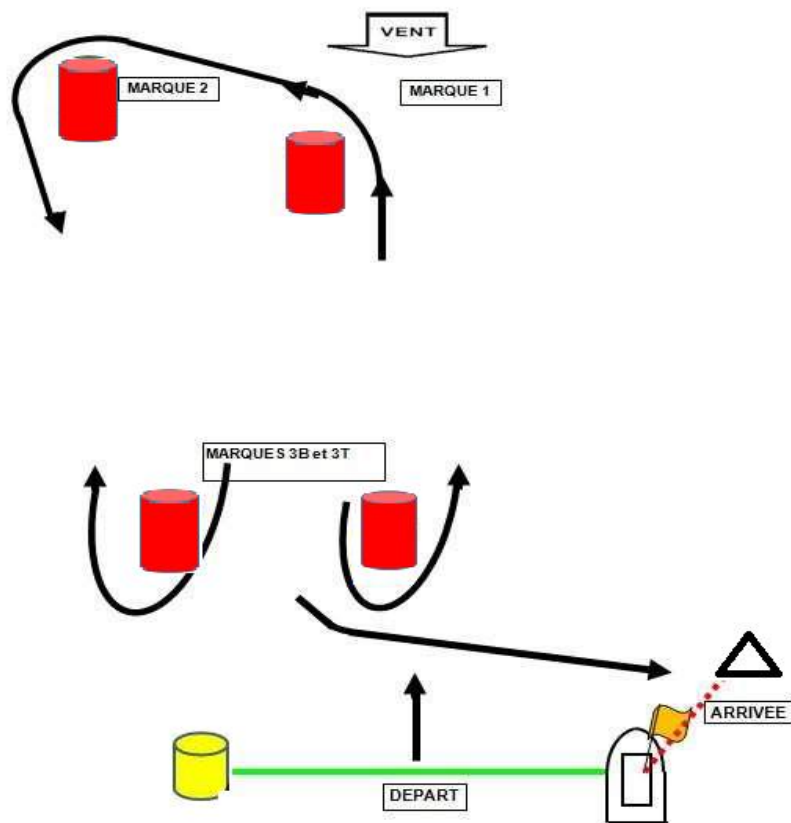 VENT
MARQUE 2
MARQUE 1
MARQUES 3B et 3T
ARRIVEE
DEPART